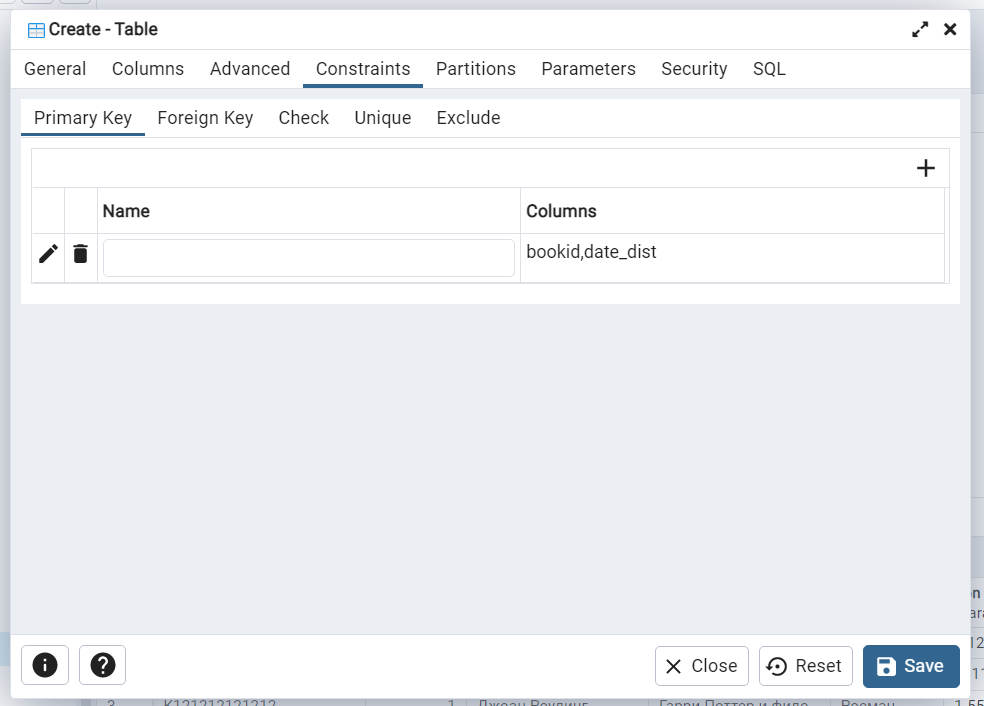 Create - Table
General Columns Advanced Constraints Partitions Parameters Security SQL
Primary Key Foreign Key Check Unique Exclude
Name Columns
bookid,date_dist
Close Reset Save